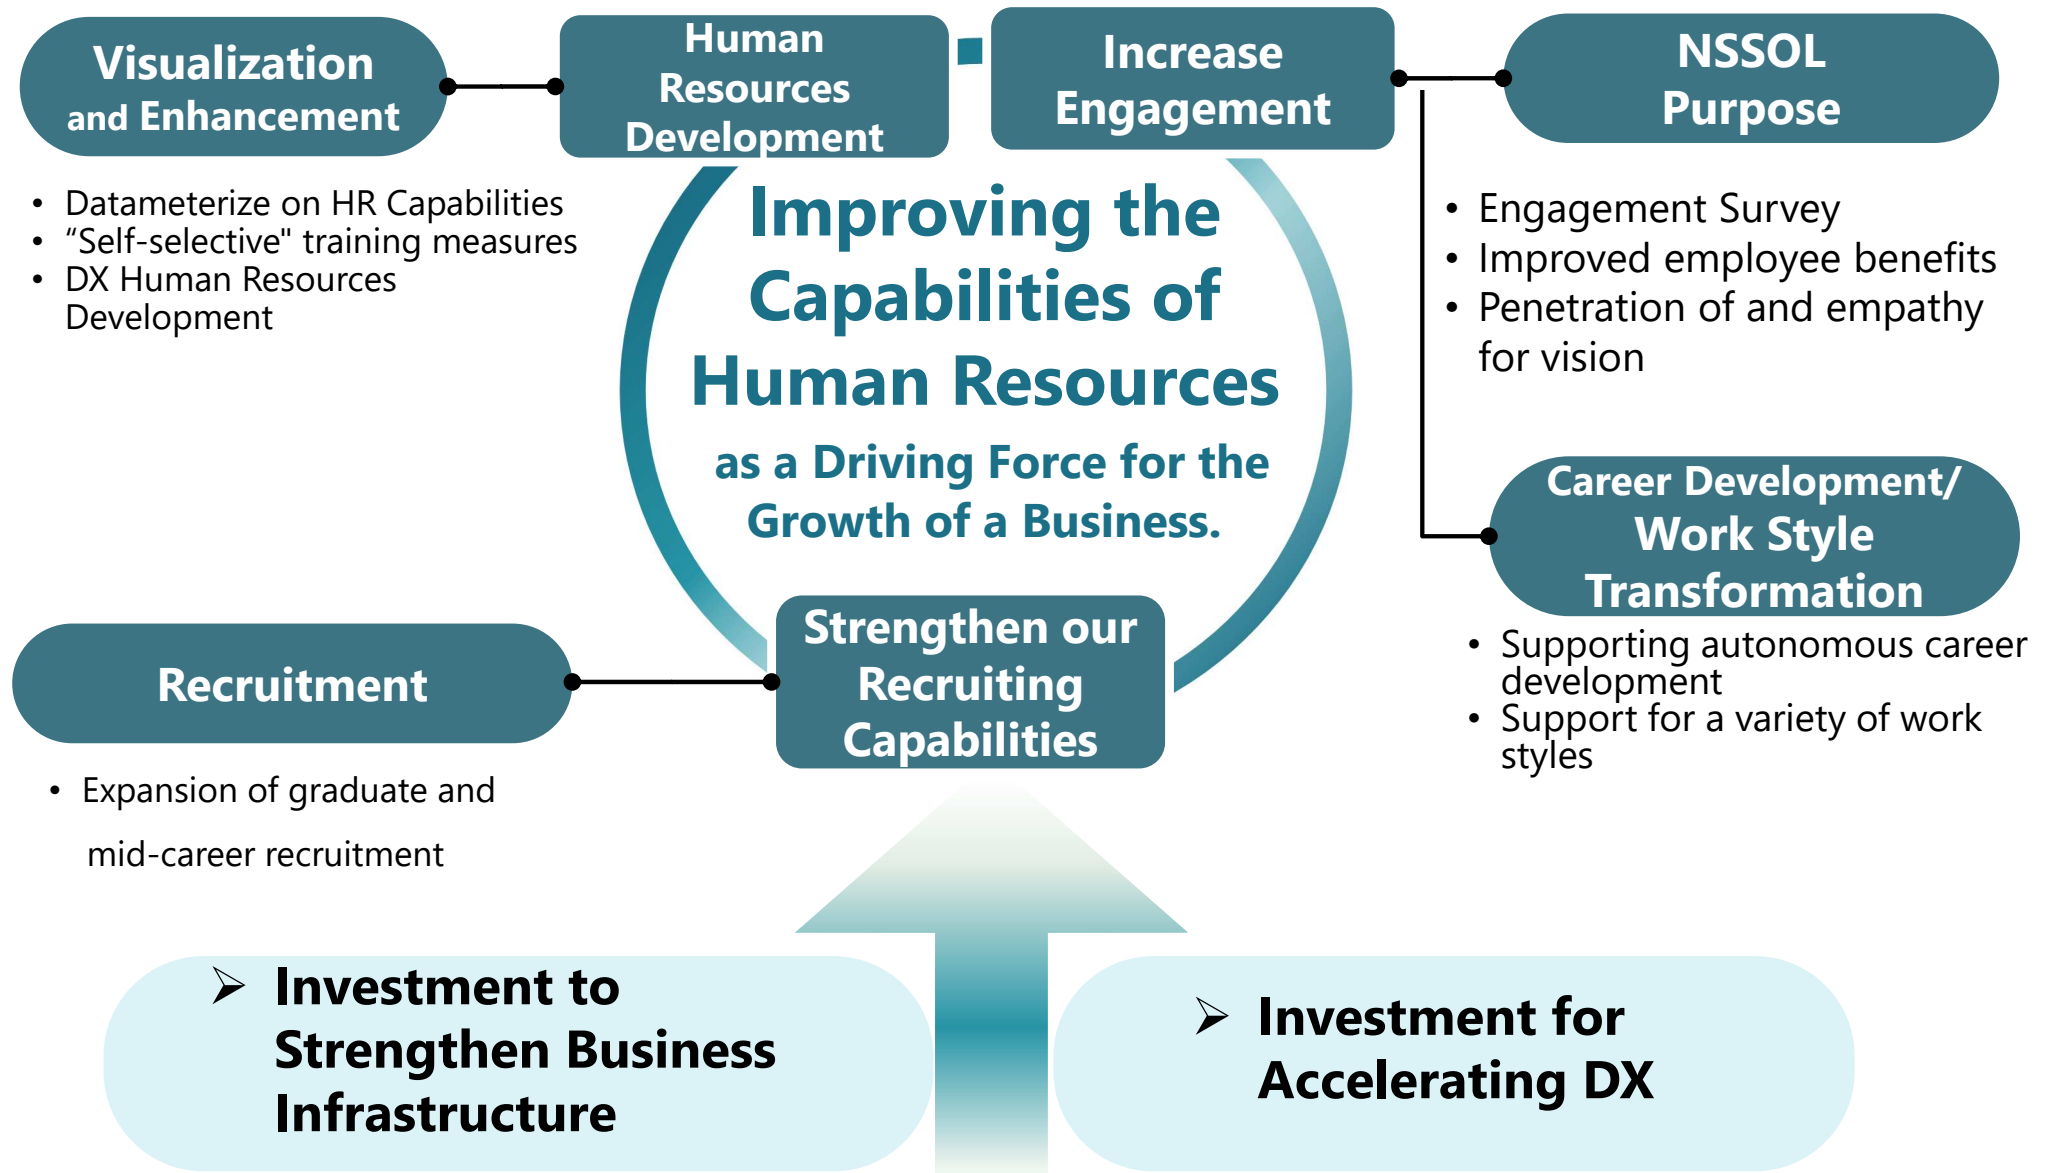 Visualization
and Enhancement
• Datameterize on HR Capabilities
• “Self-selective" training measures
• DX Human Resources
Development
Human
Resources
Development
Increase
Engagement
NSSOL
Purpose
• Engagement Survey
• Improved employee benefits
• Penetration of and empathy
for vision
Improving the
Capabilities of
Human Resources
as a Driving Force for the
Growth of a Business.
Career Development/
Work Style
Transformation
• Supporting autonomous career
development
• Support for a variety of work
styles
Recruitment
• Expansion of graduate and
mid-career recruitment
Strengthen our
Recruiting
Capabilities
➢ Investment to
Strengthen Business
Infrastructure
➢ Investment for
Accelerating DX